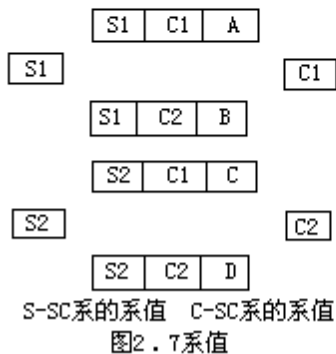 S1 C1 A
S1
C1
S1 C2 B
S2 C1 C
S2
C2
S2 C2 D
S-SC系的系值 C-SC系的系值
图2．7系值